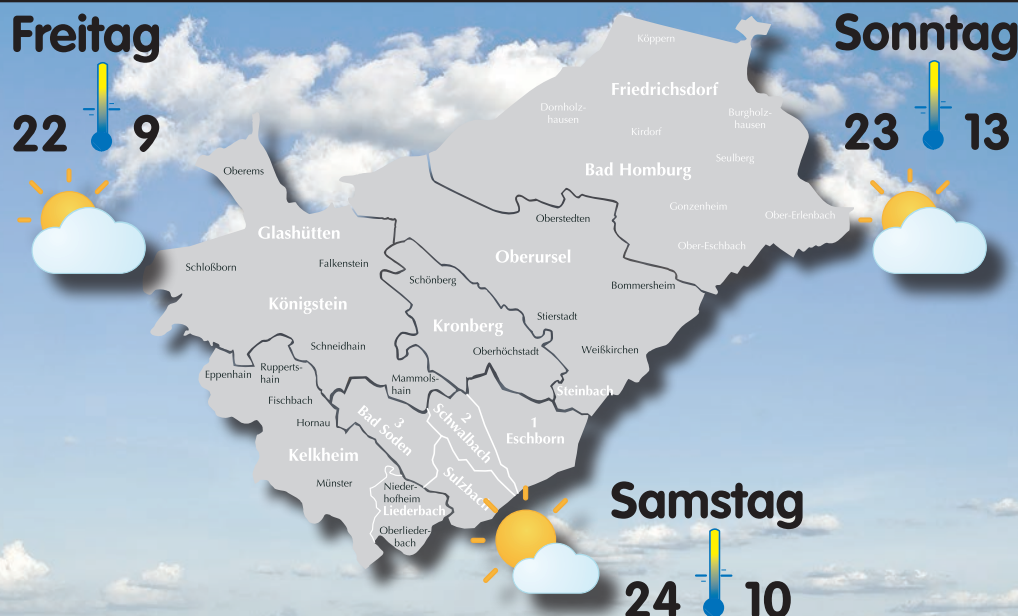 Freitag
22 9
Sonntag
23 13
Köppern
Friedrichsdorf
Dornholz-
hausen
Burgholz-
hausen
Kirdorf
Seulberg
Bad Homburg
Oberems
Gonzenheim
Ober-Erlenbach
Oberstedten
Glashütten
Ober-Eschbach
Oberursel
Schloßborn
Falkenstein
Schönberg
Bommersheim
Königstein
Stierstadt
Kronberg
Schneidhain
Oberhöchstadt
Weißkirchen
Eppenhain
Rupperts-
hain
Mammols-
hain
Steinbach
Fischbach
Hornau
3
Bad Soden
2
Schwalbach
1
Eschborn
Kelkheim
Münster
Sulzbach
Nieder-
hofheim
Liederbach
Oberlieder-
bach
Samstag
24 10